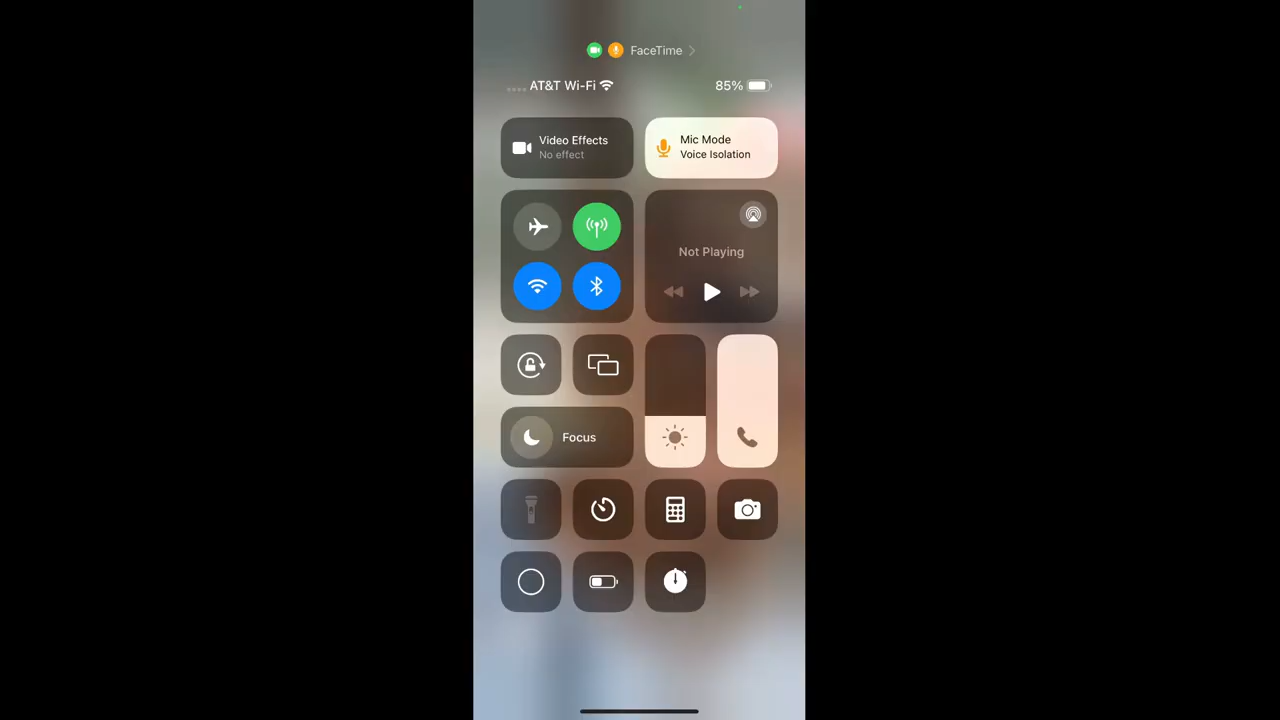 FaceTime
AT&T Wi-Fi
85%
Video Effects
No effect
Mic Mode
Voice Isolation
Not Playing
Focus